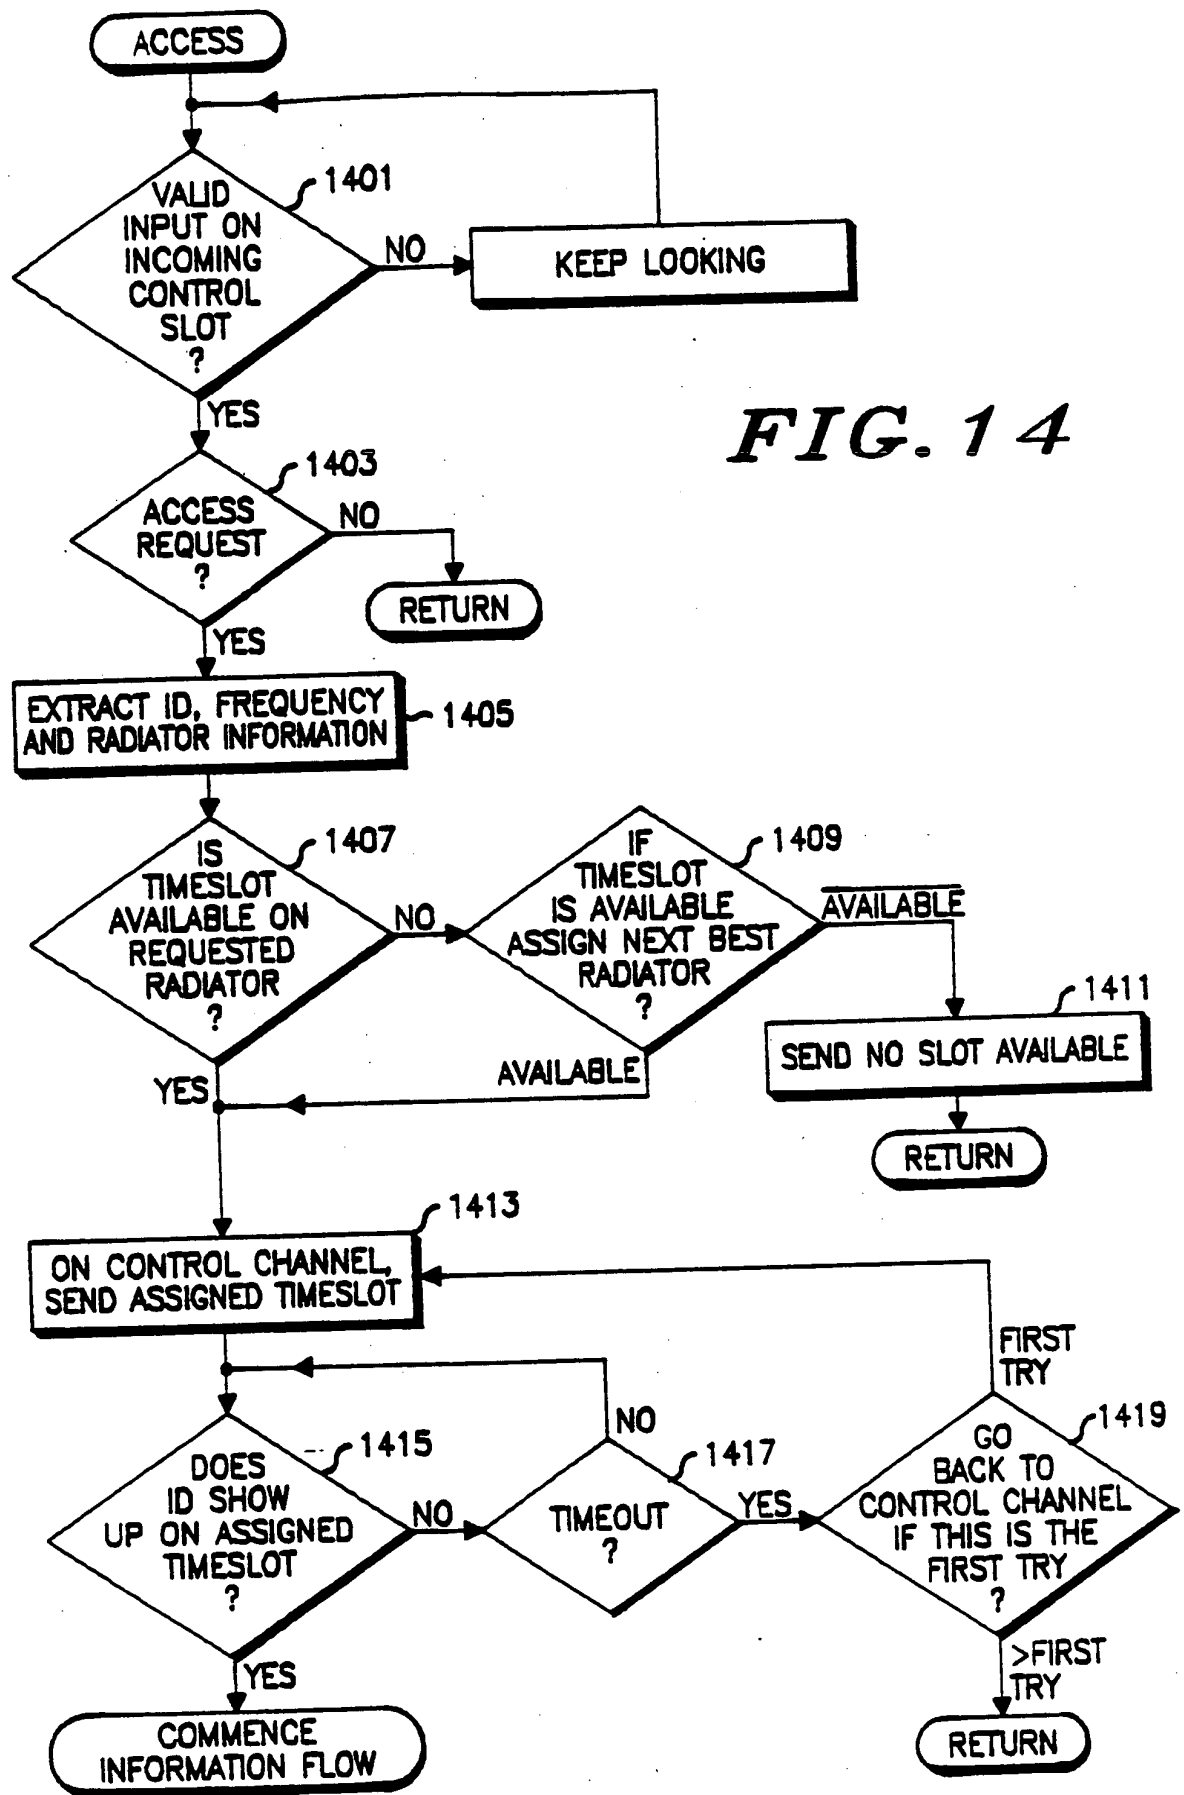 ACCESS
VALID
INPUT ON
INCOMING
CONTROL
SLOT
?
1401
NO
KEEP LOOKING
YES
FIG. 14
1403
ACCESS
REQUEST
?
NO
RETURN
YES
EXTRACT ID, FREQUENCY
AND RADIATOR INFORMATION
1405
IS
TIMESLOT
AVAILABLE ON
REQUESTED
RADIATOR
?
1407
NO
IF
TIMESLOT
IS AVAILABLE
ASSIGN NEXT BEST
RADIATOR
?
1409
AVAILABLE
1411
SEND NO SLOT AVAILABLE
RETURN
YES
AVAILABLE
1413
ON CONTROL CHANNEL,
SEND ASSIGNED TIMESLOT
FIRST
TRY
DOES
ID SHOW
UP ON ASSIGNED
TIMESLOT
?
1415
NO
NO
1417
TIMEOUT
?
YES
GO
BACK TO
CONTROL CHANNEL
IF THIS IS THE
FIRST TRY
?
1419
YES
COMMENCE
INFORMATION FLOW
>FIRST
TRY
RETURN